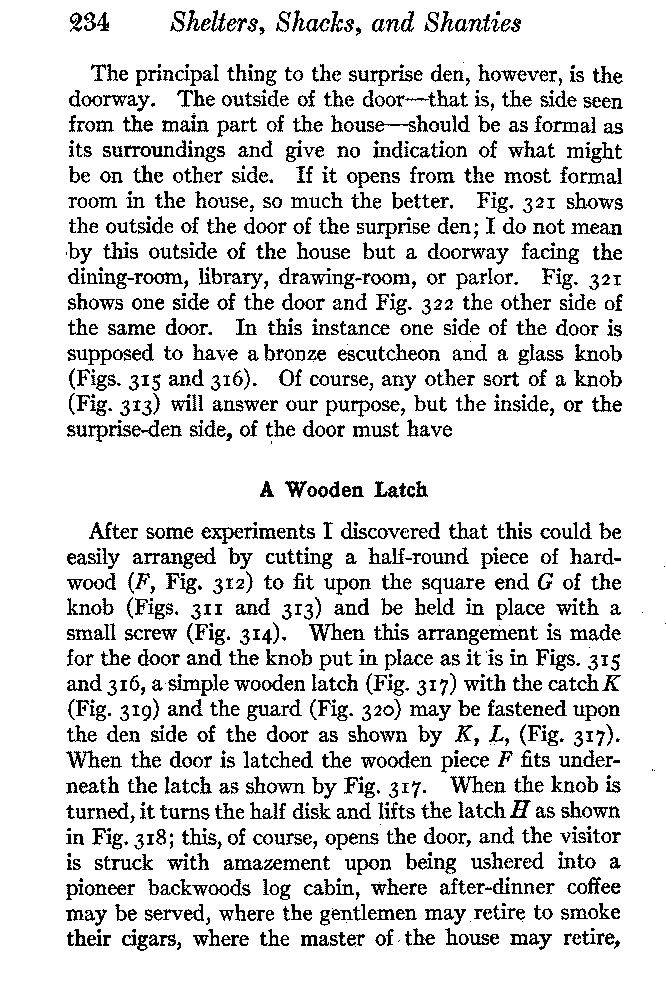 234 Shelters, Shacks, and Shanties
The principal thing to the surprise den, however, is the
doorway. The outside of the door—that is, the side seen
from the main part of the house—should be as formal as
its surroundings and give no indication of what might
be on the other side. If it opens from the most formal
room in the house, so much the better. Fig. 321 shows
the outside of the door of the surprise den; I do not mean
by this outside of the house but a doorway facing the
dining-room, library, drawing-room, or parlor. Fig. 321
shows one side of the door and Fig. 322 the other side of
the same door. In this instance one side of the door is
supposed to have a bronze escutcheon and a glass knob
(Figs. 315 and 316). Of course, any other sort of a knob
(Fig. 313) will answer our purpose, but the inside, or the
surprise-den side, of the door must have
A Wooden Latch
After some experiments I discovered that this could be
easily arranged by cutting a half-round piece of hard-
wood (F, Fig. 312) to fit upon the square end G of the
knob (Figs. 311 and 313) and be held in place with a
small screw (Fig. 314). When this arrangement is made
for the door and the knob put in place as it is in Figs. 315
and 316, a simple wooden latch (Fig. 317) with the catch K
(Fig. 319) and the guard (Fig. 320) may be fastened upon
the den side of the door as shown by K, L, (Fig. 317).
When the door is latched the wooden piece F fits under-
neath the latch as shown by Fig. 317. When the knob is
turned, it turns the half disk and lifts the latch H as shown
in Fig. 318; this, of course, opens the door, and the visitor
is struck with amazement upon being ushered into a
pioneer backwoods log cabin, where after-dinner coffee
may be served, where the gentlemen may retire to smoke
their cigars, where the master of the house may retire,